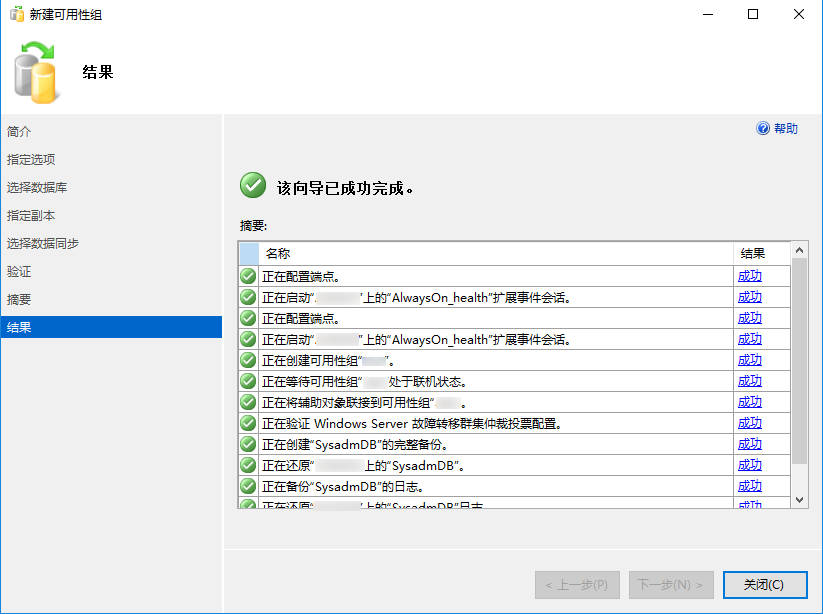 新建可用性组
结果
简介
指定选项
选择数据库
指定副本
选择数据同步
验证
摘要
结果
帮助
该向导已成功完成。
摘要:
名称 结果
正在配置端点。 成功
正在启动“ ”上的“AlwaysOn_health”扩展事件会话。 成功
正在配置端点。 成功
正在启动“ ”上的“AlwaysOn_health”扩展事件会话。 成功
正在创建可用性组“ ”。 成功
正在等待可用性组“ 处于联机状态。 成功
正在将辅助对象联接到可用性组“ 。 成功
正在验证 Windows Server 故障转移群集仲裁投票配置。 成功
正在创建“SysadmDB”的完整备份。 成功
正在还原“ 上的“SysadmDB”。 成功
正在备份“SysadmDB”的日志。 成功
正在还原“ ”上的“SysadmDB”日志 成功
< 上一步(P)
下一步(N) >
关闭(C)